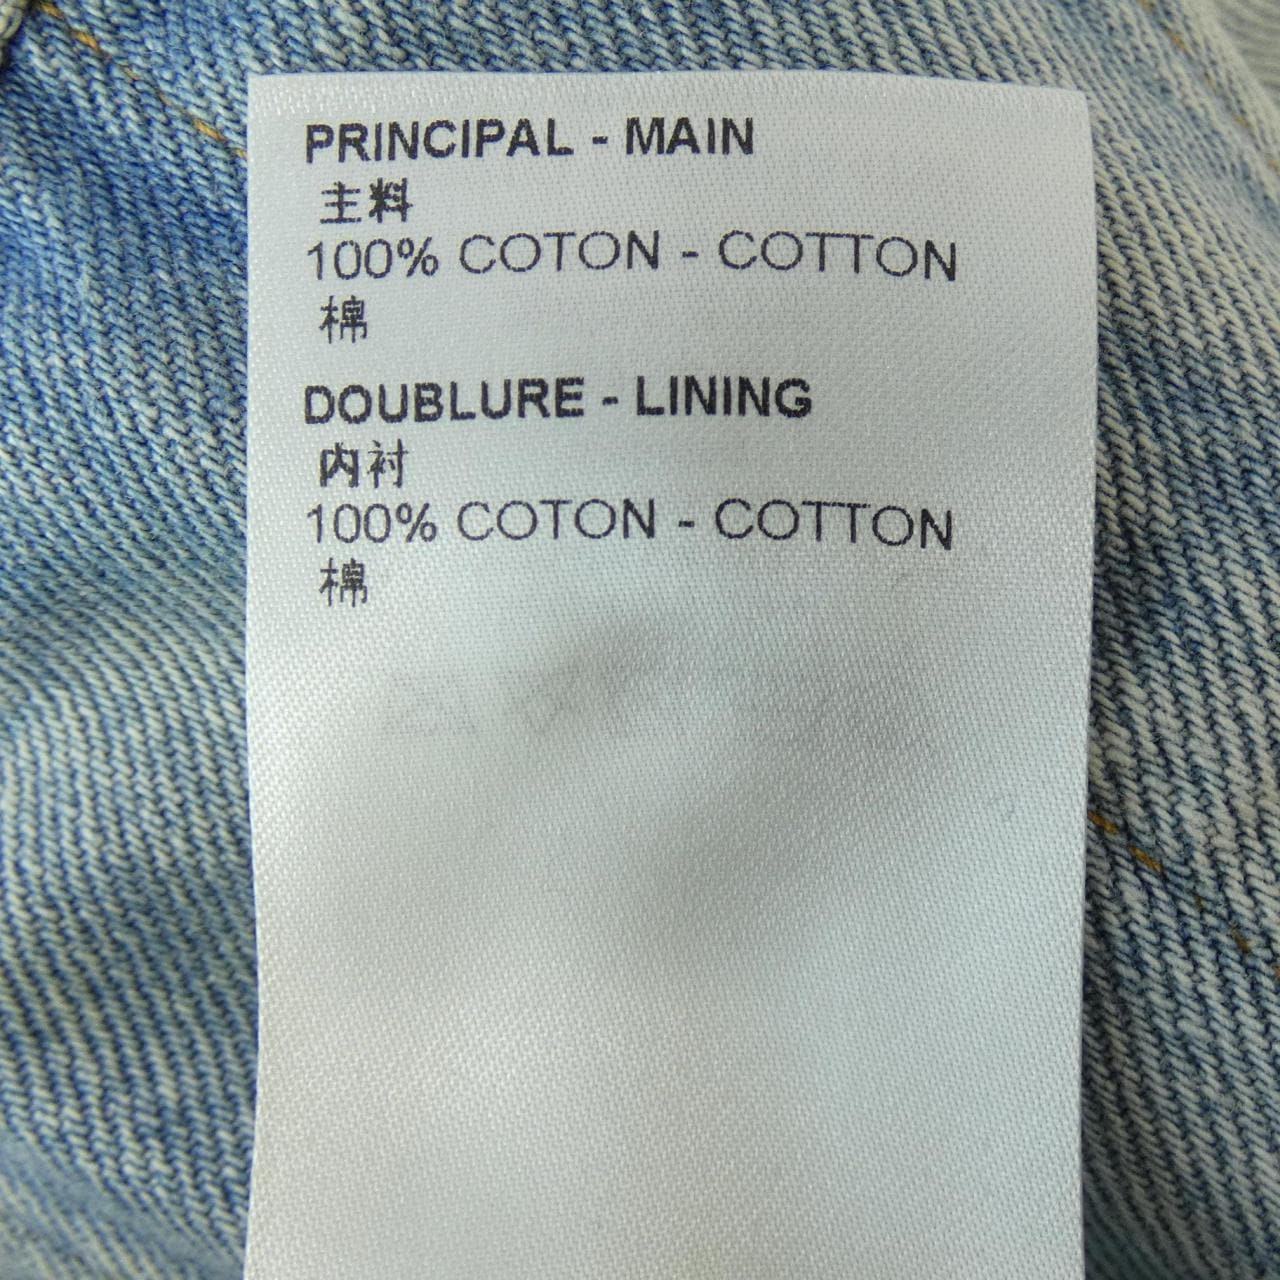 PRINCIPAL - MAIN
主料
100% COTON - COTTON
棉
DOUBLURE - LINING
内衬
100% COTON - COTTON
棉